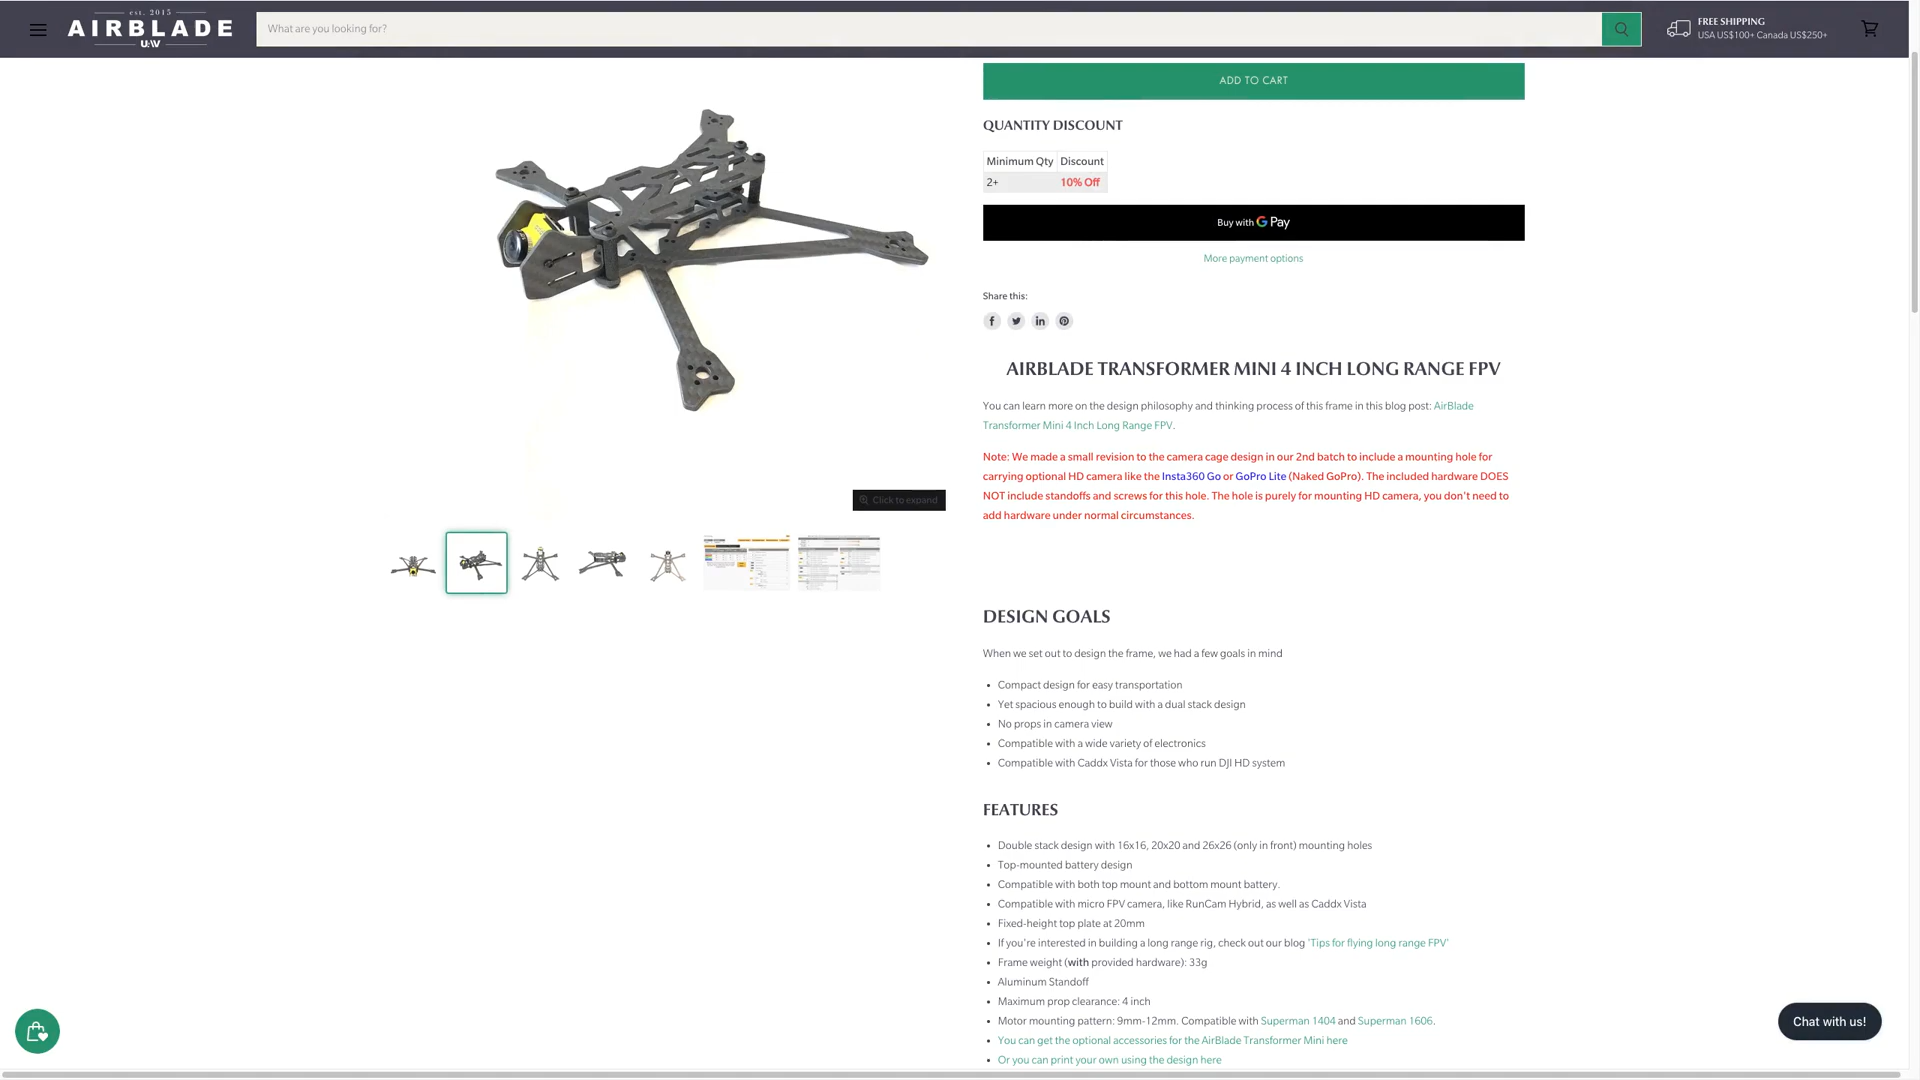 est. 2015
AIRBLADE
UAV
What are you looking for?
FREE SHIPPING
USA US$100+ Canada US$250+
ADD TO CART
QUANTITY DISCOUNT
Minimum Qty Discount
2+ 10% Off
Buy with G Pay
More payment options
Share this:
AIRBLADE TRANSFORMER MINI 4 INCH LONG RANGE FPV
You can learn more on the design philosophy and thinking process of this frame in this blog post: AirBlade
Transformer Mini 4 Inch Long Range FPV.
Note: We made a small revision to the camera cage design in our 2nd batch to include a mounting hole for
carrying optional HD camera like the Insta360 Go or GoPro Lite (Naked GoPro). The included hardware DOES
NOT include standoffs and screws for this hole. The hole is purely for mounting HD camera, you don't need to
add hardware under normal circumstances.
Click to expand
DESIGN GOALS
When we set out to design the frame, we had a few goals in mind
• Compact design for easy transportation
• Yet spacious enough to build with a dual stack design
• No props in camera view
• Compatible with a wide variety of electronics
• Compatible with Caddx Vista for those who run DJI HD system
FEATURES
• Double stack design with 16x16, 20x20 and 26x26 (only in front) mounting holes
• Top-mounted battery design
• Compatible with both top mount and bottom mount battery.
• Compatible with micro FPV camera, like RunCam Hybrid, as well as Caddx Vista
• Fixed-height top plate at 20mm
• If you're interested in building a long range rig, check out our blog 'Tips for flying long range FPV'
• Frame weight (with provided hardware): 33g
• Aluminum Standoff
• Maximum prop clearance: 4 inch
• Motor mounting pattern: 9mm-12mm. Compatible with Superman 1404 and Superman 1606.
• You can get the optional accessories for the AirBlade Transformer Mini here
• Or you can print your own using the design here
Chat with us!